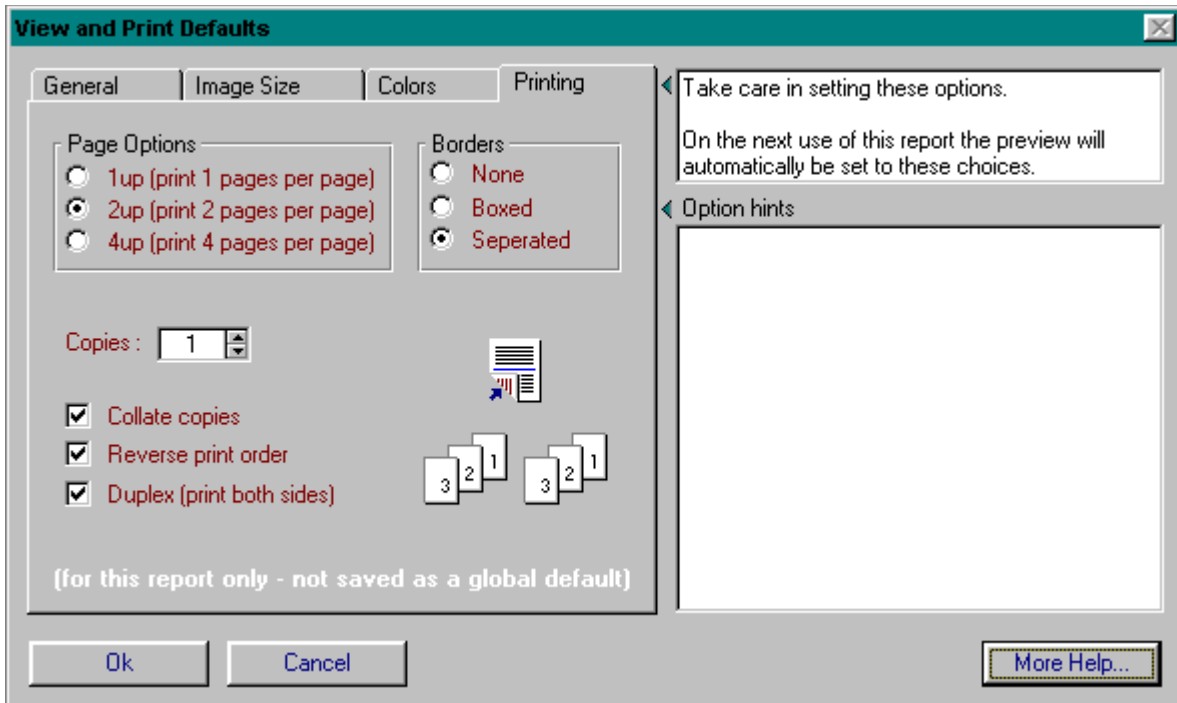 View and Print Defaults
General
Image Size
Colors
Printing
Page Options
1up (print 1 pages per page)
2up (print 2 pages per page)
4up (print 4 pages per page)
Borders
None
Boxed
Seperated
Copies :
1
Collate copies
Reverse print order
Duplex (print both sides)
3 2 1 3 2 1
(for this report only - not saved as a global default)
Take care in setting these options.
On the next use of this report the preview will
automatically be set to these choices.
Option hints
Ok
Cancel
More Help...